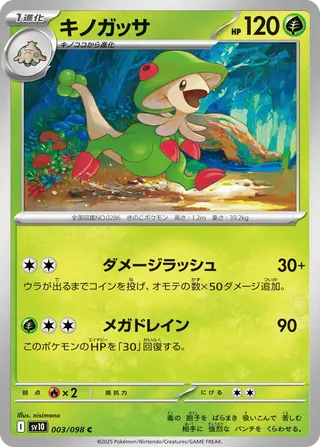 1進化
キノガッサ
HP 120
キノココから進化
全国図鑑NO.0286 きのこポケモン 高さ:1.2m 重さ:39.2kg
ダメージラッシュ 30+
ウラが出るまでコインを投げ、オモテの数×50ダメージ追加。
メガドレイン 90
このポケモンのHPを「30」回復する。
弱点 ×2 抵抗力 にげる
Illus. nisimono
I sv10 003/098 C
毒の胞子をばらまき吸いこんで苦しむ
相手に強烈なパンチをお見舞いする。
©2025 Pokémon/Nintendo/Creatures/GAME FREAK.